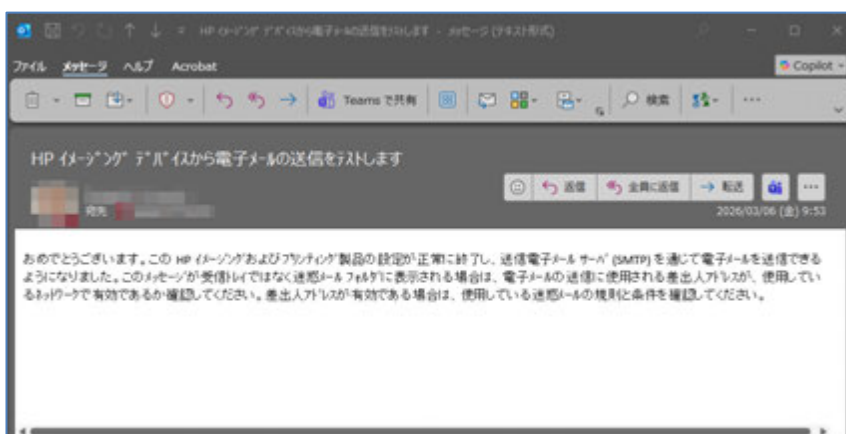 HP イメージング デバイスから電子メールの送信をテストします - メッセージ (テキスト形式)
ファイル メッセージ ヘルプ Acrobat
Copilot
Teams で共有 検索
HP イメージング デバイスから電子メールの送信をテストします
返信 全員に返信 転送
宛先
2026/03/06 (金) 9:53
おめでとうございます。この HP イメージングおよびプリンティング製品の設定が正常に終了し、送信電子メール サーバ (SMTP) を通じて電子メールを送信できる
ようになりました。このメッセージが受信トレイではなく迷惑メール フォルダに表示される場合は、電子メールの送信に使用される差出人アドレスが、使用してい
るネットワークで有効であるか確認してください。差出人アドレスが有効である場合は、使用している迷惑メールの規則と条件を確認してください。